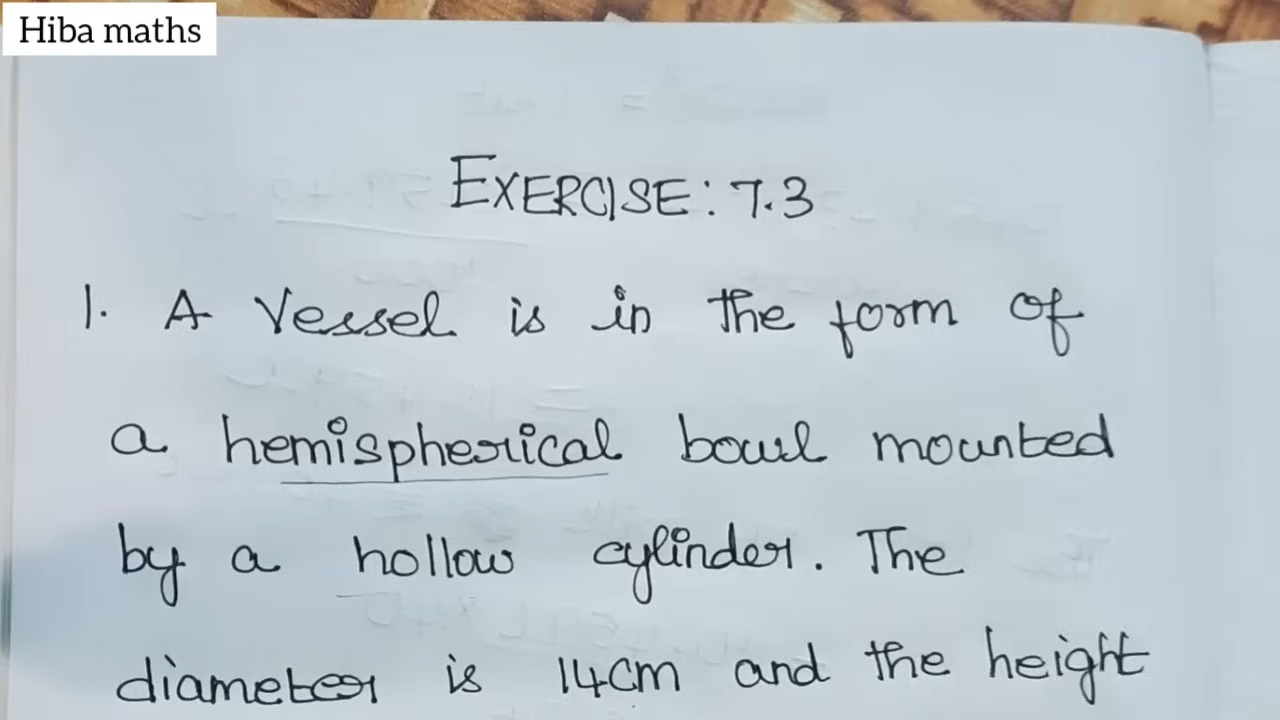 Hiba maths
EXERCISE: 7.3
1. A Vessel is in the form of
a hemispherical bowl mounted
by a hollow cylinder. The
diameter is 14cm and the height